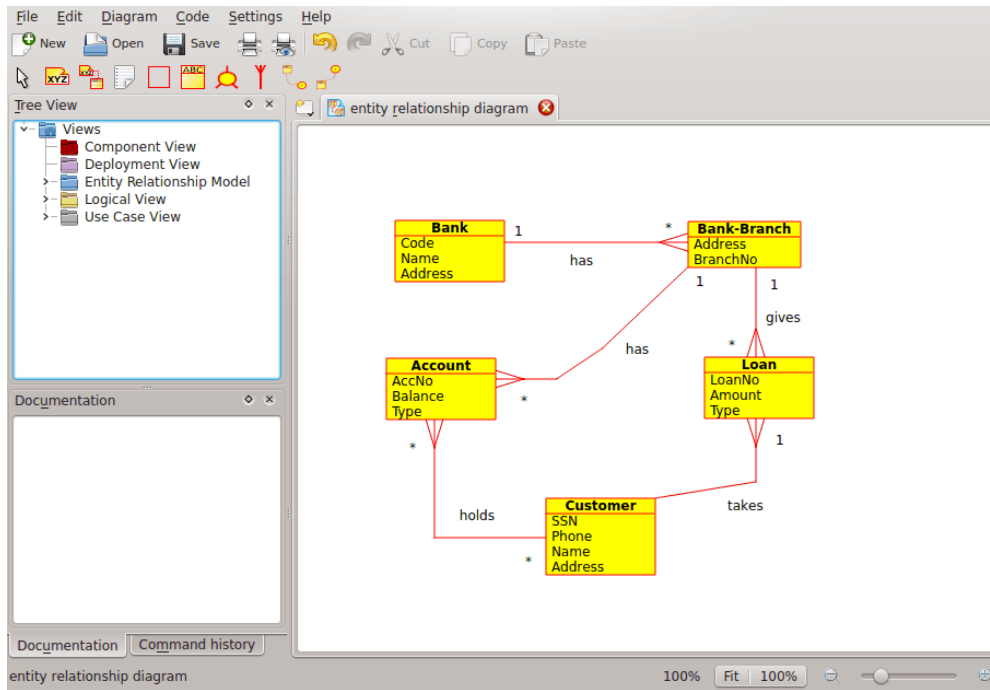 File Edit Diagram Code Settings Help
New Open Save Cut Copy Paste
XYZ XYZ ABC
Tree View
entity relationship diagram
Views
Component View
Deployment View
Entity Relationship Model
Logical View
Use Case View
Bank
Code
Name
Address
1
has
*
Bank-Branch
Address
BranchNo
1
1
gives
has
*
Account
AccNo
Balance
Type
*
*
Loan
LoanNo
Amount
Type
1
takes
holds
*
Customer
SSN
Phone
Name
Address
Documentation
Documentation Command history
entity relationship diagram
100% Fit 100%